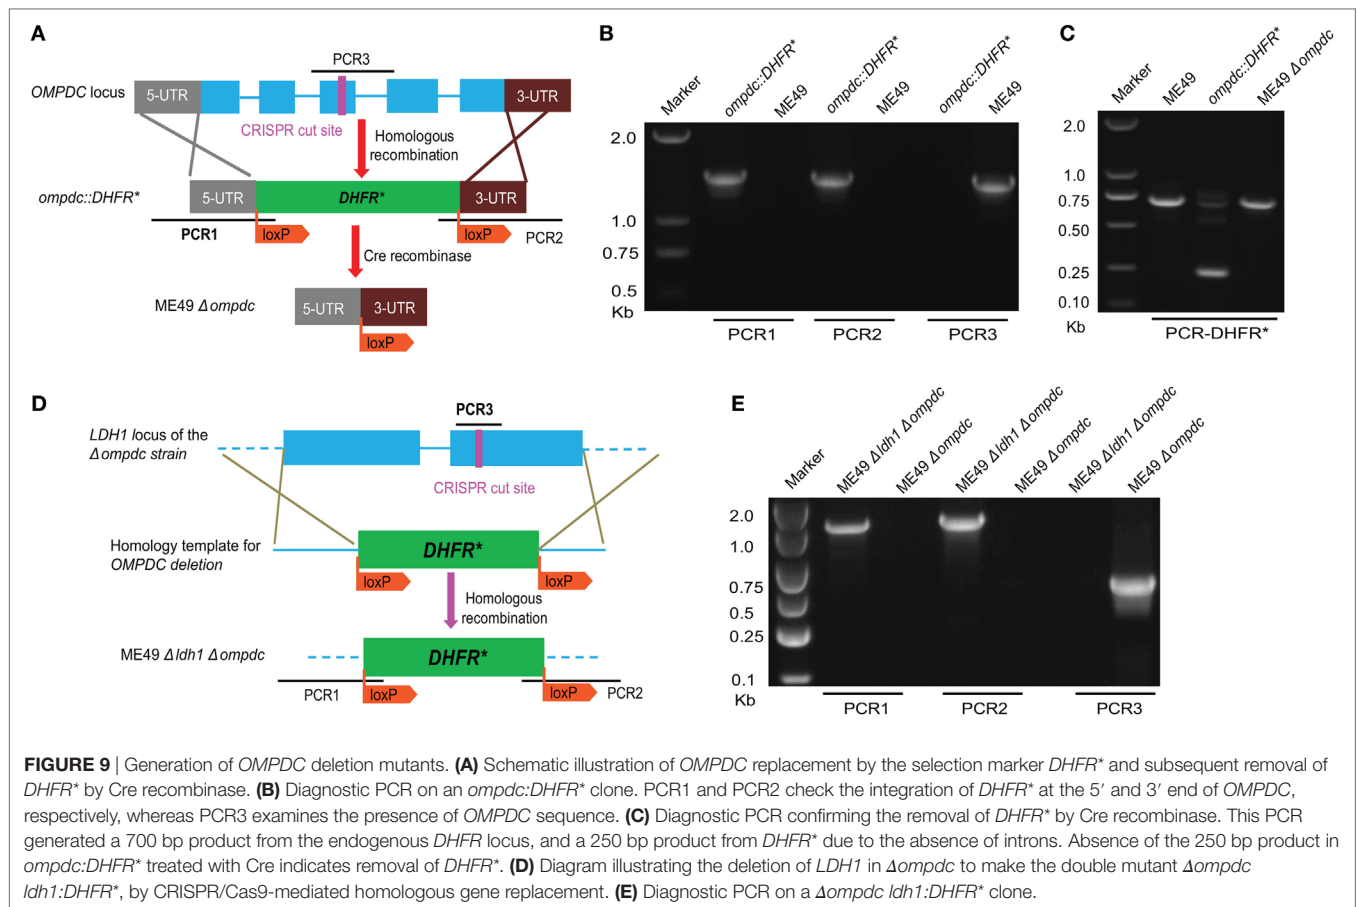 A
PCR3
OMPDC locus
5-UTR
3-UTR
CRISPR cut site
Homologous
recombination
ompdc::DHFR*
5-UTR
DHFR*
3-UTR
PCR1
loxP
loxP
PCR2
Cre recombinase
ME49 Δompdc
5-UTR
3-UTR
loxP
B
Marker
ompdc::DHFR*
ME49
ompdc::DHFR*
ME49
ompdc::DHFR*
ME49
2.0
1.0
0.75
0.5
Kb
PCR1
PCR2
PCR3
C
Marker
ME49
ompdc::DHFR*
ME49 Δompdc
2.0
1.0
0.75
0.50
0.25
0.10
Kb
PCR-DHFR*
D
PCR3
LDH1 locus of the
Δompdc strain
CRISPR cut site
Homology template for
OMPDC deletion
DHFR*
loxP
loxP
Homologous
recombination
ME49 Δldh1 Δompdc
DHFR*
PCR1
loxP
loxP
PCR2
E
Marker
ME49 Δldh1 Δompdc
ME49 Δompdc
ME49 Δldh1 Δompdc
ME49 Δompdc
ME49 Δldh1 Δompdc
ME49 Δompdc
2.0
1.0
0.75
0.5
0.25
0.1
Kb
PCR1
PCR2
PCR3
FIGURE 9 | Generation of OMPDC deletion mutants. (A) Schematic illustration of OMPDC replacement by the selection marker DHFR* and subsequent removal of
DHFR* by Cre recombinase. (B) Diagnostic PCR on an ompdc:DHFR* clone. PCR1 and PCR2 check the integration of DHFR* at the 5′ and 3′ end of OMPDC,
respectively, whereas PCR3 examines the presence of OMPDC sequence. (C) Diagnostic PCR confirming the removal of DHFR* by Cre recombinase. This PCR
generated a 700 bp product from the endogenous DHFR locus, and a 250 bp product from DHFR* due to the absence of introns. Absence of the 250 bp product in
ompdc:DHFR* treated with Cre indicates removal of DHFR*. (D) Diagram illustrating the deletion of LDH1 in Δompdc to make the double mutant Δompdc
ldh1:DHFR*, by CRISPR/Cas9-mediated homologous gene replacement. (E) Diagnostic PCR on a Δompdc ldh1:DHFR* clone.